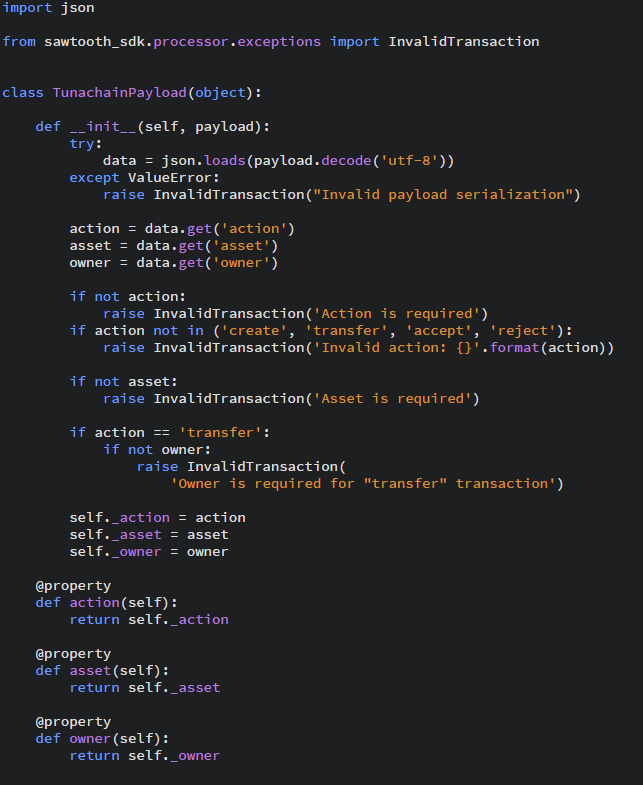 import json

from sawtooth_sdk.processor.exceptions import InvalidTransaction


class TunachainPayload(object):

    def __init__(self, payload):
        try:
            data = json.loads(payload.decode('utf-8'))
        except ValueError:
            raise InvalidTransaction("Invalid payload serialization")

        action = data.get('action')
        asset = data.get('asset')
        owner = data.get('owner')

        if not action:
            raise InvalidTransaction('Action is required')
        if action not in ('create', 'transfer', 'accept', 'reject'):
            raise InvalidTransaction('Invalid action: {}'.format(action))

        if not asset:
            raise InvalidTransaction('Asset is required')

        if action == 'transfer':
            if not owner:
                raise InvalidTransaction(
                    'Owner is required for "transfer" transaction')

        self._action = action
        self._asset = asset
        self._owner = owner

    @property
    def action(self):
        return self._action

    @property
    def asset(self):
        return self._asset

    @property
    def owner(self):
        return self._owner